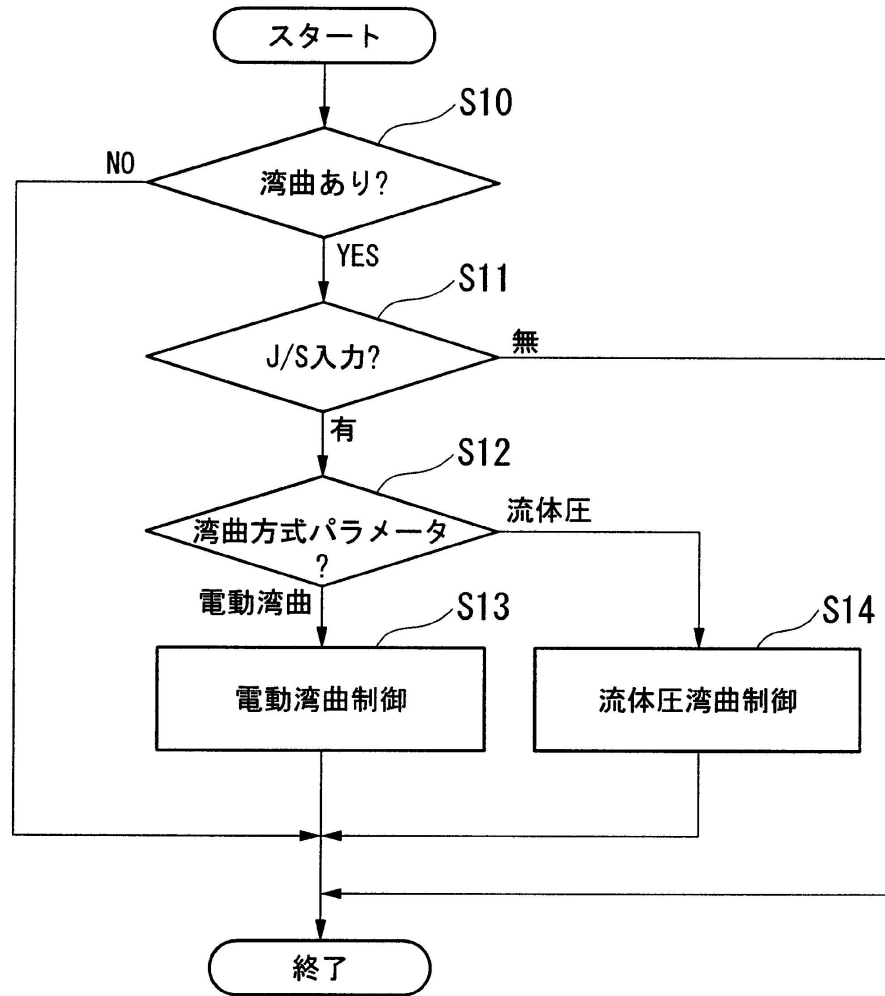 スタート
S10
NO
湾曲あり?
YES
S11
J/S入力?
無
有
S12
湾曲方式パラメータ
?
流体圧
電動湾曲
S13
S14
電動湾曲制御
流体圧湾曲制御
終了